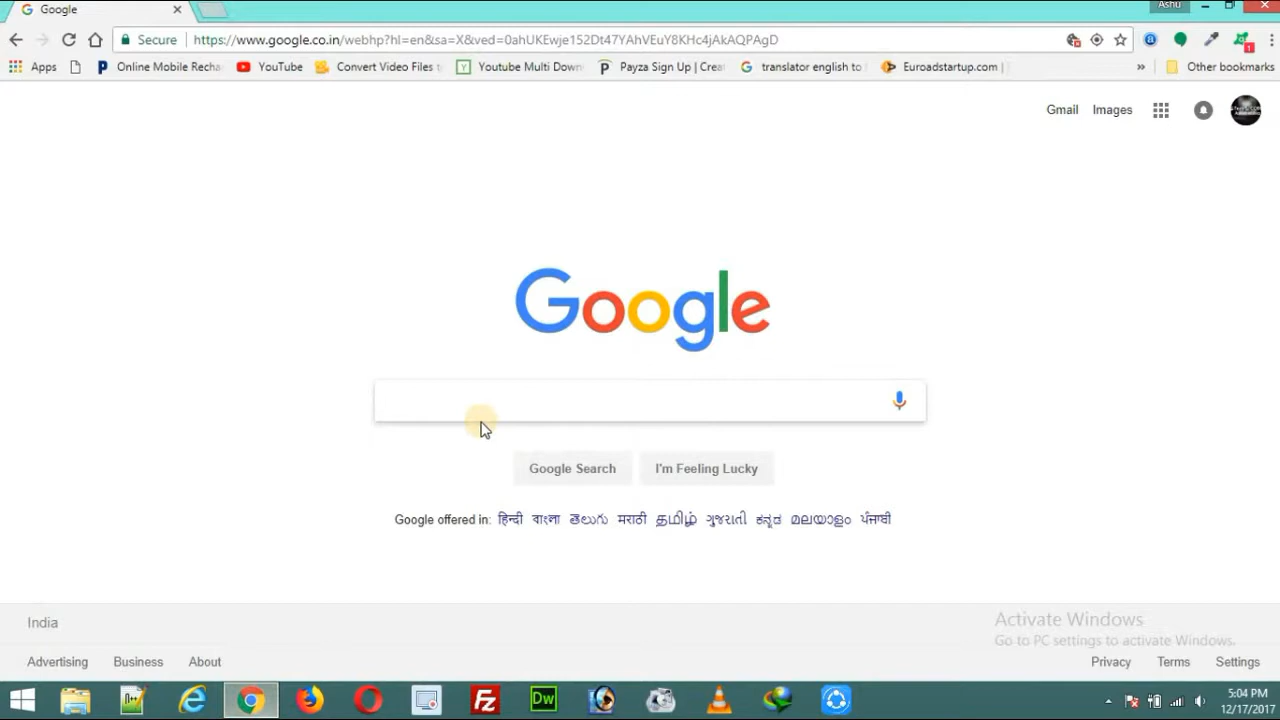 Google
Ashu
Secure https://www.google.co.in/webhp?hl=en&sa=X&ved=0ahUKEwje152Dt47YAhVEuY8KHc4jAkAQPAgD
Apps Online Mobile Recha YouTube Convert Video Files t Youtube Multi Down Payza Sign Up | Crea translator english to Euroadstartup.com | » Other bookmarks
Gmail Images
Google
Google Search I'm Feeling Lucky
Google offered in: हिन्दी বাংলা తెలుగు मराठी தமிழ் ગુજરાતી ಕನ್ನಡ മലയാളം ਪੰਜਾਬੀ
India
Activate Windows
Go to PC settings to activate Windows.
Advertising Business About Privacy Terms Settings
Fz Dw
5:04 PM
12/17/2017